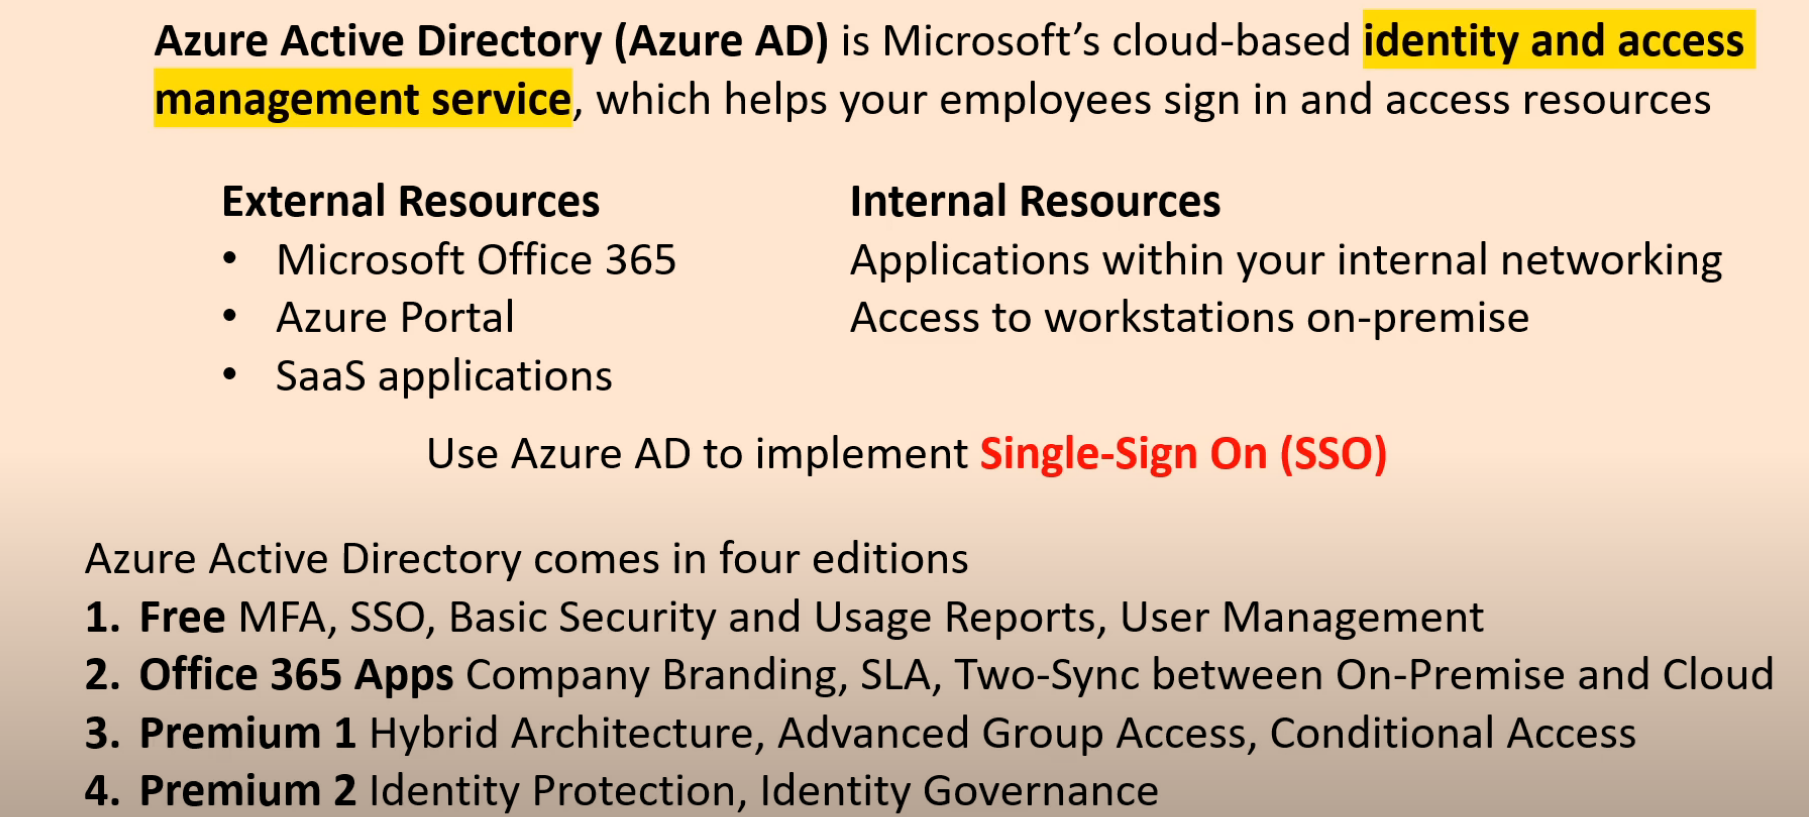 Azure Active Directory (Azure AD) is Microsoft’s cloud-based identity and access
management service, which helps your employees sign in and access resources
External Resources
• Microsoft Office 365
• Azure Portal
• SaaS applications
Internal Resources
Applications within your internal networking
Access to workstations on-premise
Use Azure AD to implement Single-Sign On (SSO)
Azure Active Directory comes in four editions
1. Free MFA, SSO, Basic Security and Usage Reports, User Management
2. Office 365 Apps Company Branding, SLA, Two-Sync between On-Premise and Cloud
3. Premium 1 Hybrid Architecture, Advanced Group Access, Conditional Access
4. Premium 2 Identity Protection, Identity Governance